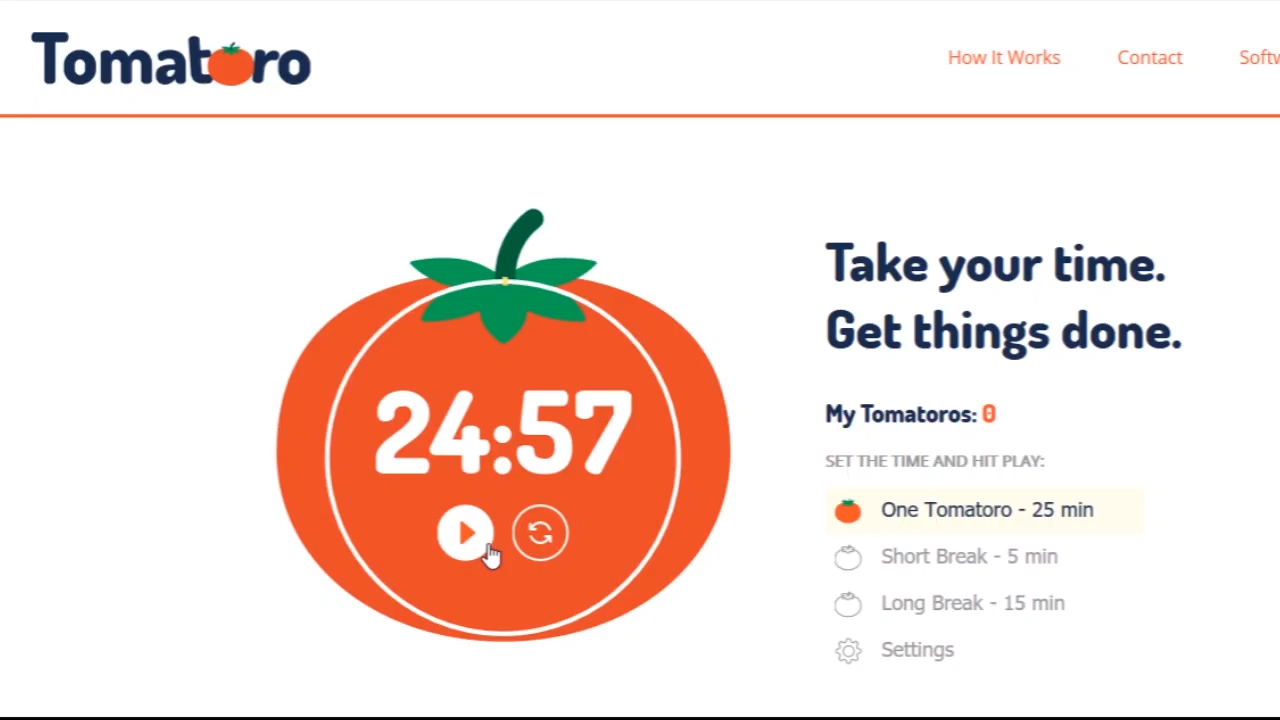 Tomatoro
How It Works
Contact
Take your time.
Get things done.
24:57
My Tomatoros: 0
SET THE TIME AND HIT PLAY:
One Tomatoro - 25 min
Short Break - 5 min
Long Break - 15 min
Settings